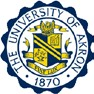 THE UNIVERSITY OF AKRON
1870